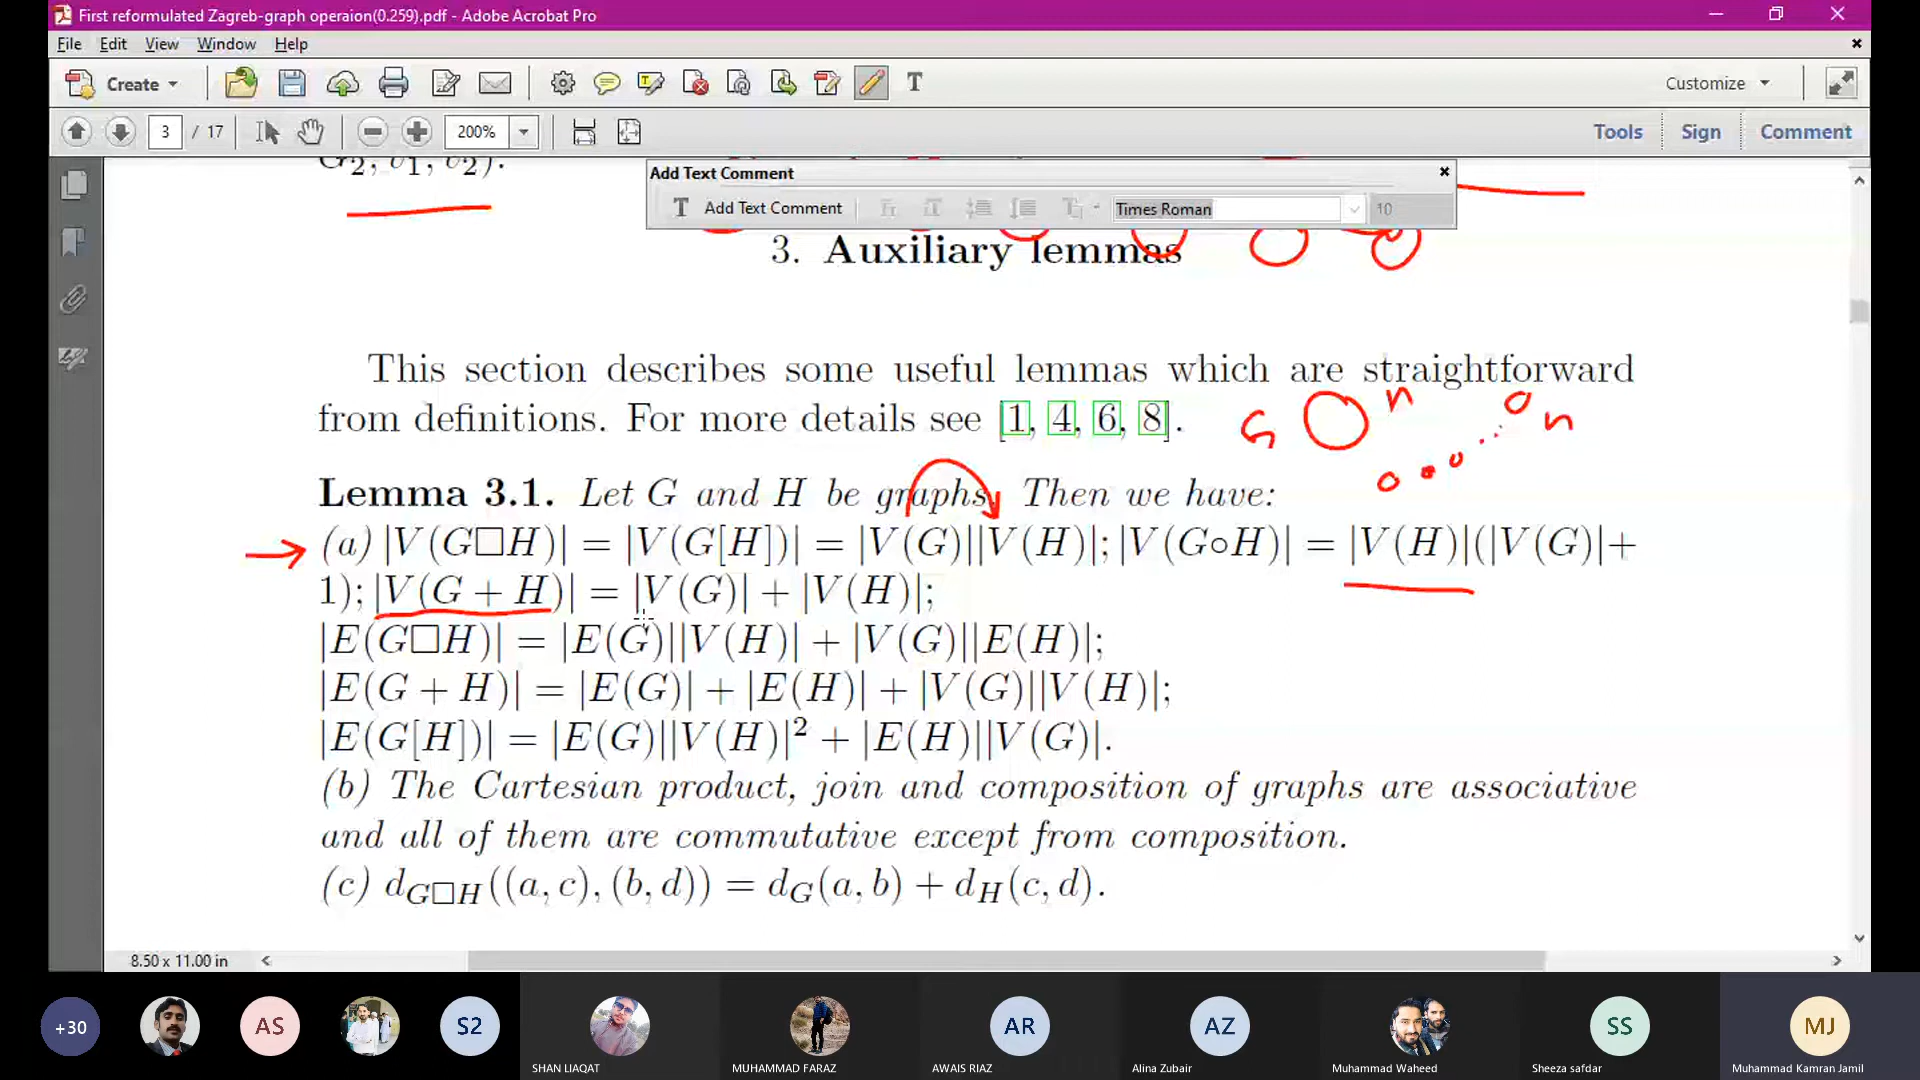 First reformulated Zagreb-graph operaion(0.259).pdf - Adobe Acrobat Pro
File Edit View Window Help
Create Customize
3 / 17 200% Tools Sign Comment
G₂; v₁, v₂).
Add Text Comment
T Add Text Comment Times Roman 10
3. Auxiliary lemmas
This section describes some useful lemmas which are straightforward
from definitions. For more details see [1, 4, 6, 8].
G n n
Lemma 3.1. Let G and H be graphs. Then we have:
(a) |V(G□H)| = |V(G[H])| = |V(G)||V(H)|; |V(G∘H)| = |V(H)|(|V(G)|+
1); |V(G + H)| = |V(G)| + |V(H)|;
|E(G□H)| = |E(G)||V(H)| + |V(G)||E(H)|;
|E(G + H)| = |E(G)| + |E(H)| + |V(G)||V(H)|;
|E(G[H])| = |E(G)||V(H)|² + |E(H)||V(G)|.
(b) The Cartesian product, join and composition of graphs are associative
and all of them are commutative except from composition.
(c) d_{G□H}((a, c), (b, d)) = d_G(a, b) + d_H(c, d).
8.50 x 11.00 in
+30 AS S2 AR AZ SS MJ
SHAN LIAQAT MUHAMMAD FARAZ AWAIS RIAZ Alina Zubair Muhammad Waheed Sheeza safdar Muhammad Kamran Jamil